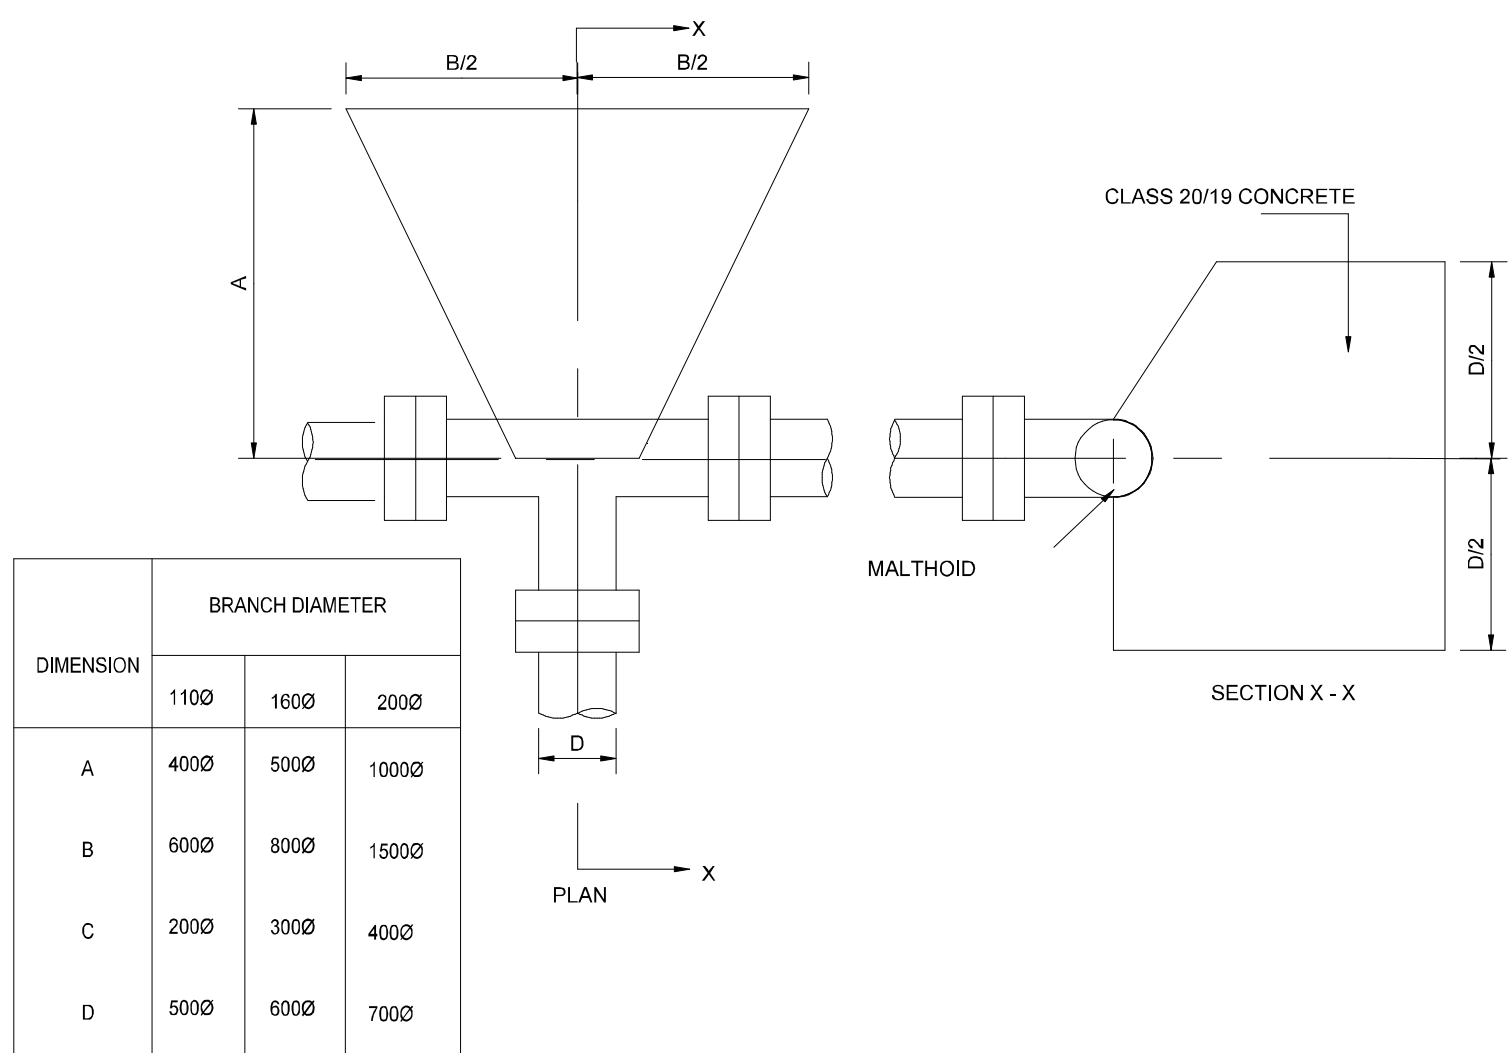 X
B/2 B/2
A
CLASS 20/19 CONCRETE
D/2
D/2
MALTHOID
SECTION X - X
D
X
PLAN
DIMENSION BRANCH DIAMETER
110Ø 160Ø 200Ø
A 400Ø 500Ø 1000Ø
B 600Ø 800Ø 1500Ø
C 200Ø 300Ø 400Ø
D 500Ø 600Ø 700Ø